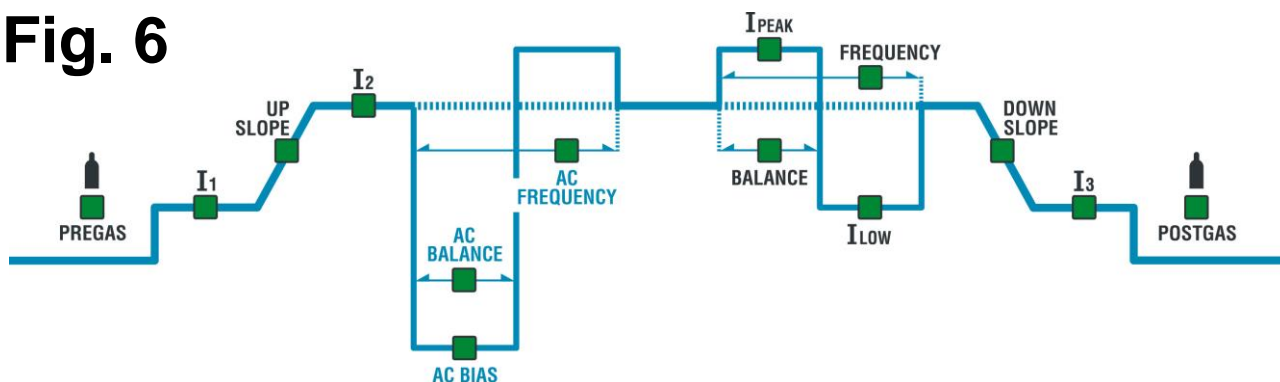 Fig. 6
PREGAS
I1
UP
SLOPE
I2
AC
BALANCE
AC BIAS
AC
FREQUENCY
IPEAK
BALANCE
FREQUENCY
ILOW
DOWN
SLOPE
I3
POSTGAS